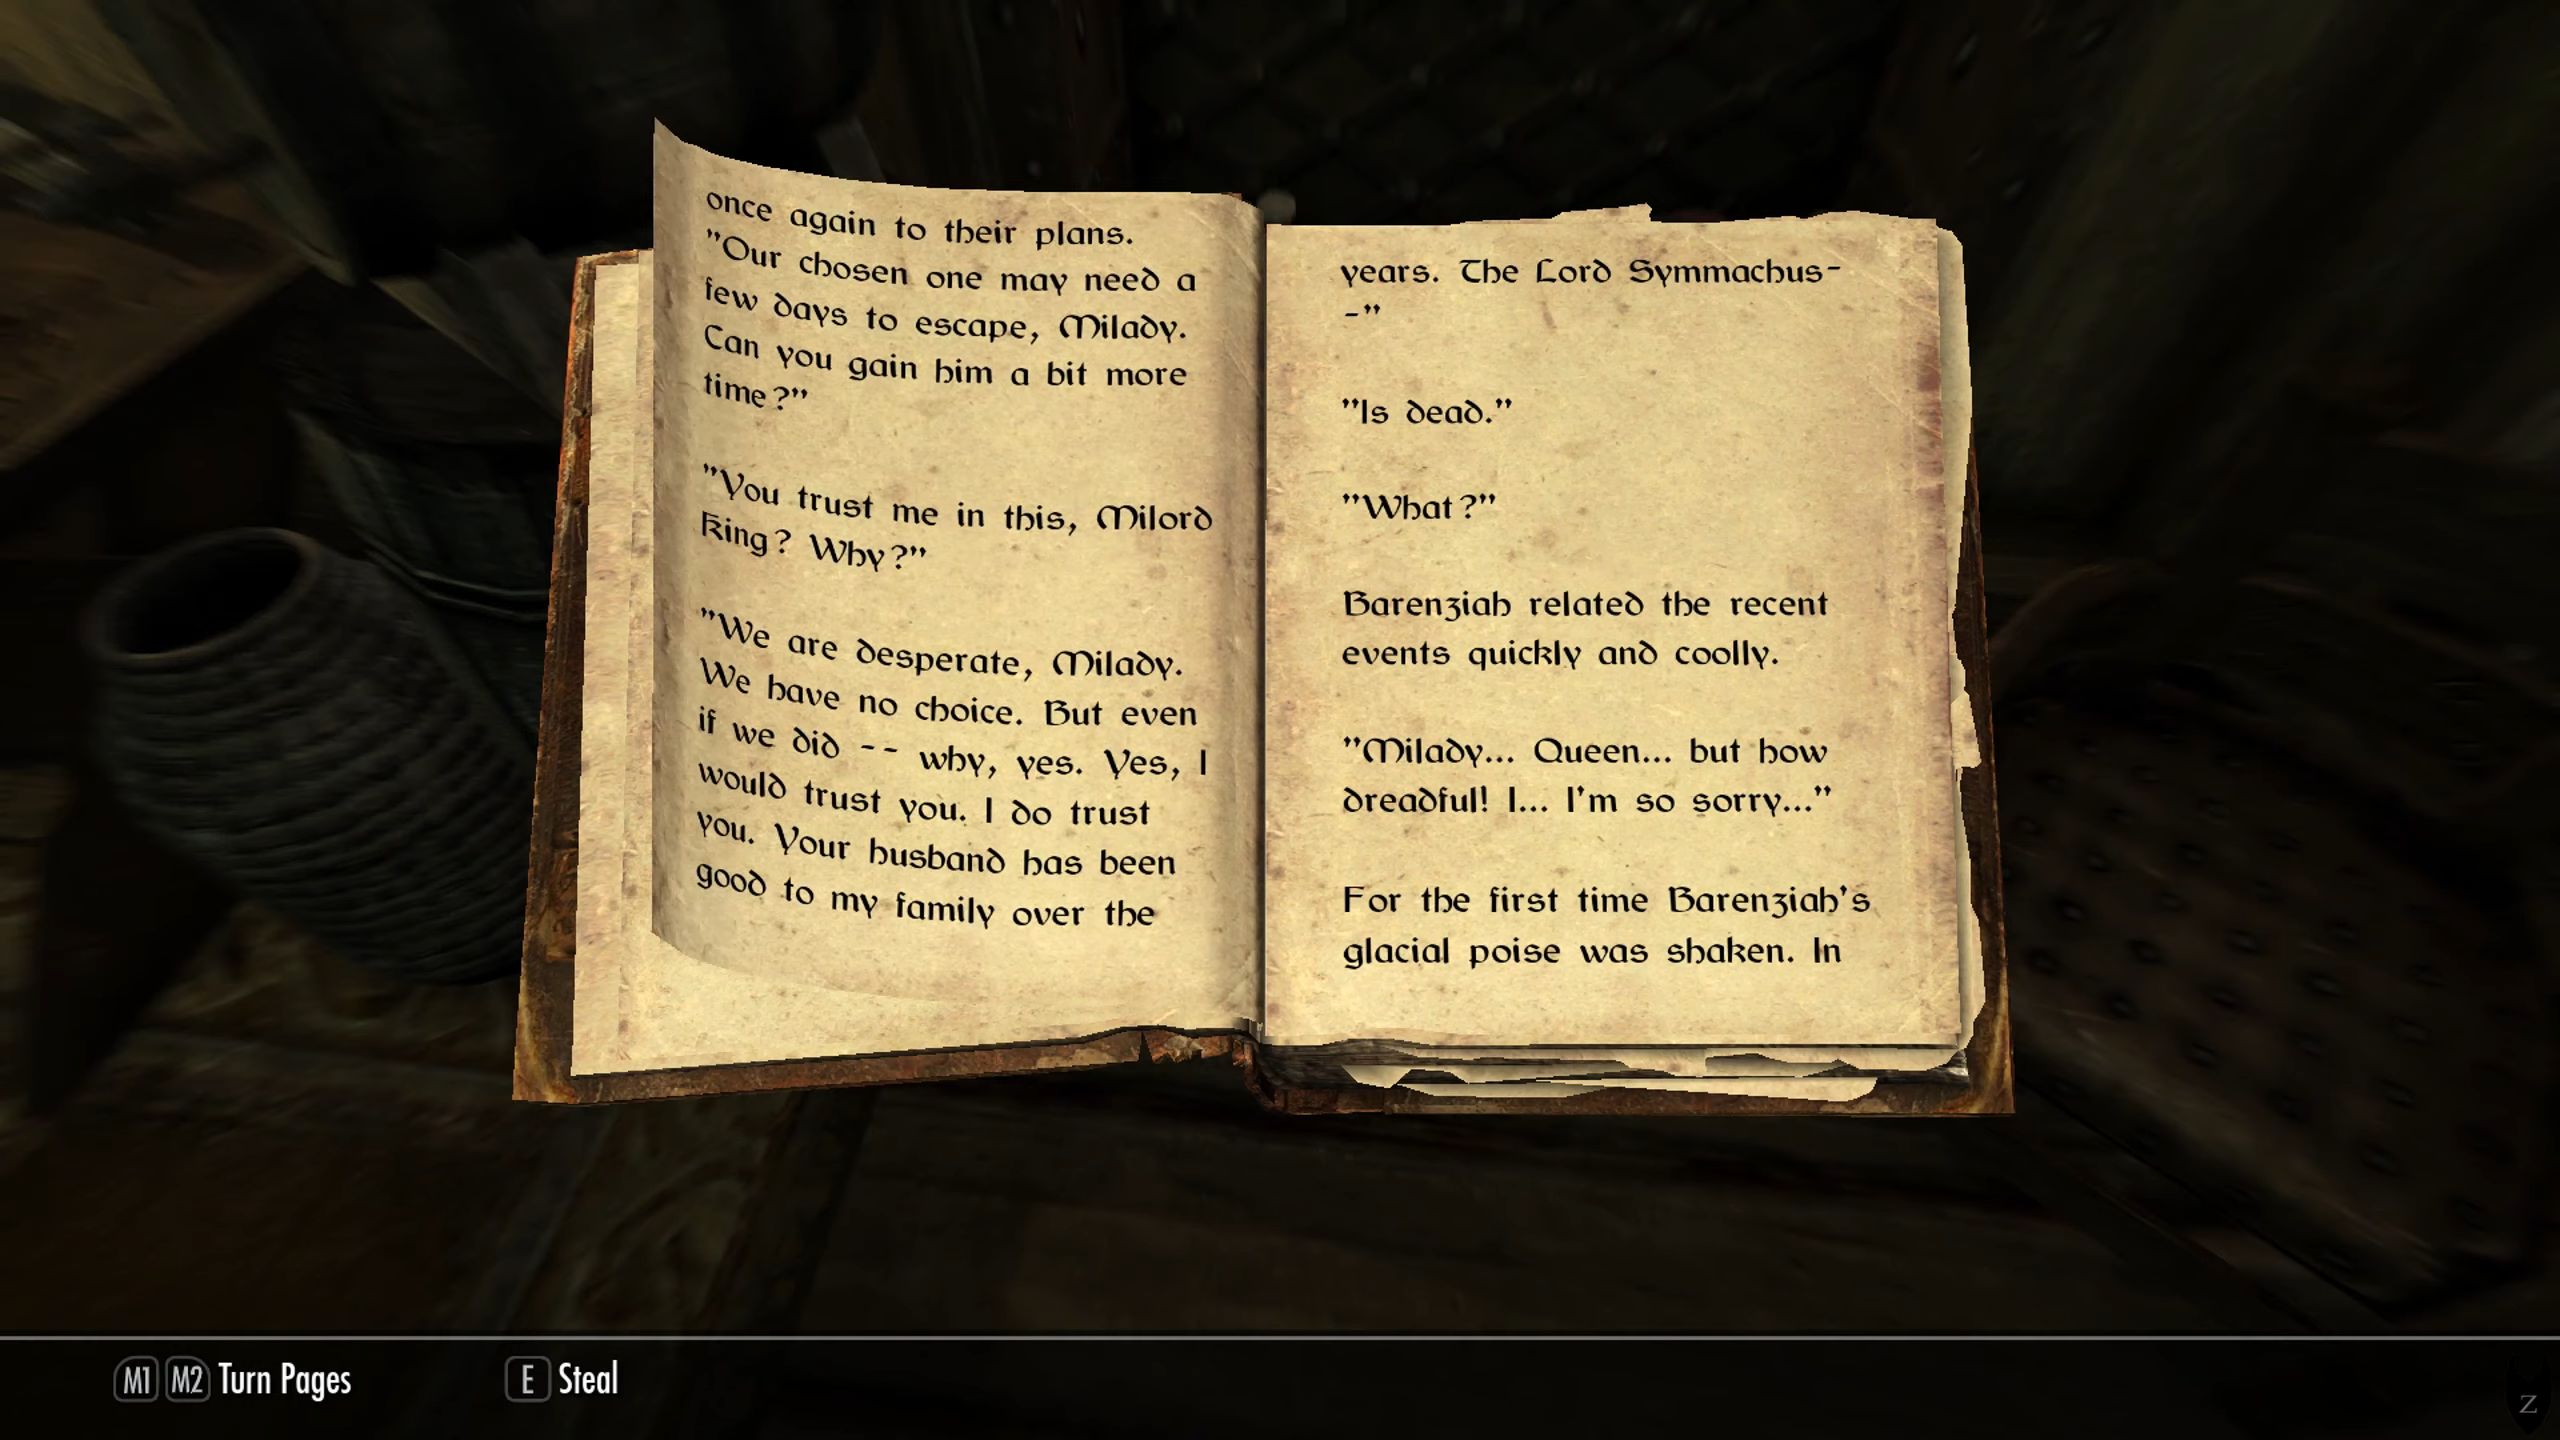 once again to their plans.
"Our chosen one may need a
few days to escape, Milady.
Can you gain him a bit more
time?"
"You trust me in this, Milord
King? Why?"
"We are desperate, Milady.
We have no choice. But even
if we did -- why, yes. Yes, I
would trust you. I do trust
you. Your husband has been
good to my family over the
years. The Lord Symmachus-
-"
"Is dead."
"What?"
Barenziah related the recent
events quickly and coolly.
"Milady... Queen... but how
dreadful! I... I'm so sorry..."
For the first time Barenziah's
glacial poise was shaken. In
M1 M2 Turn Pages
E Steal
Z